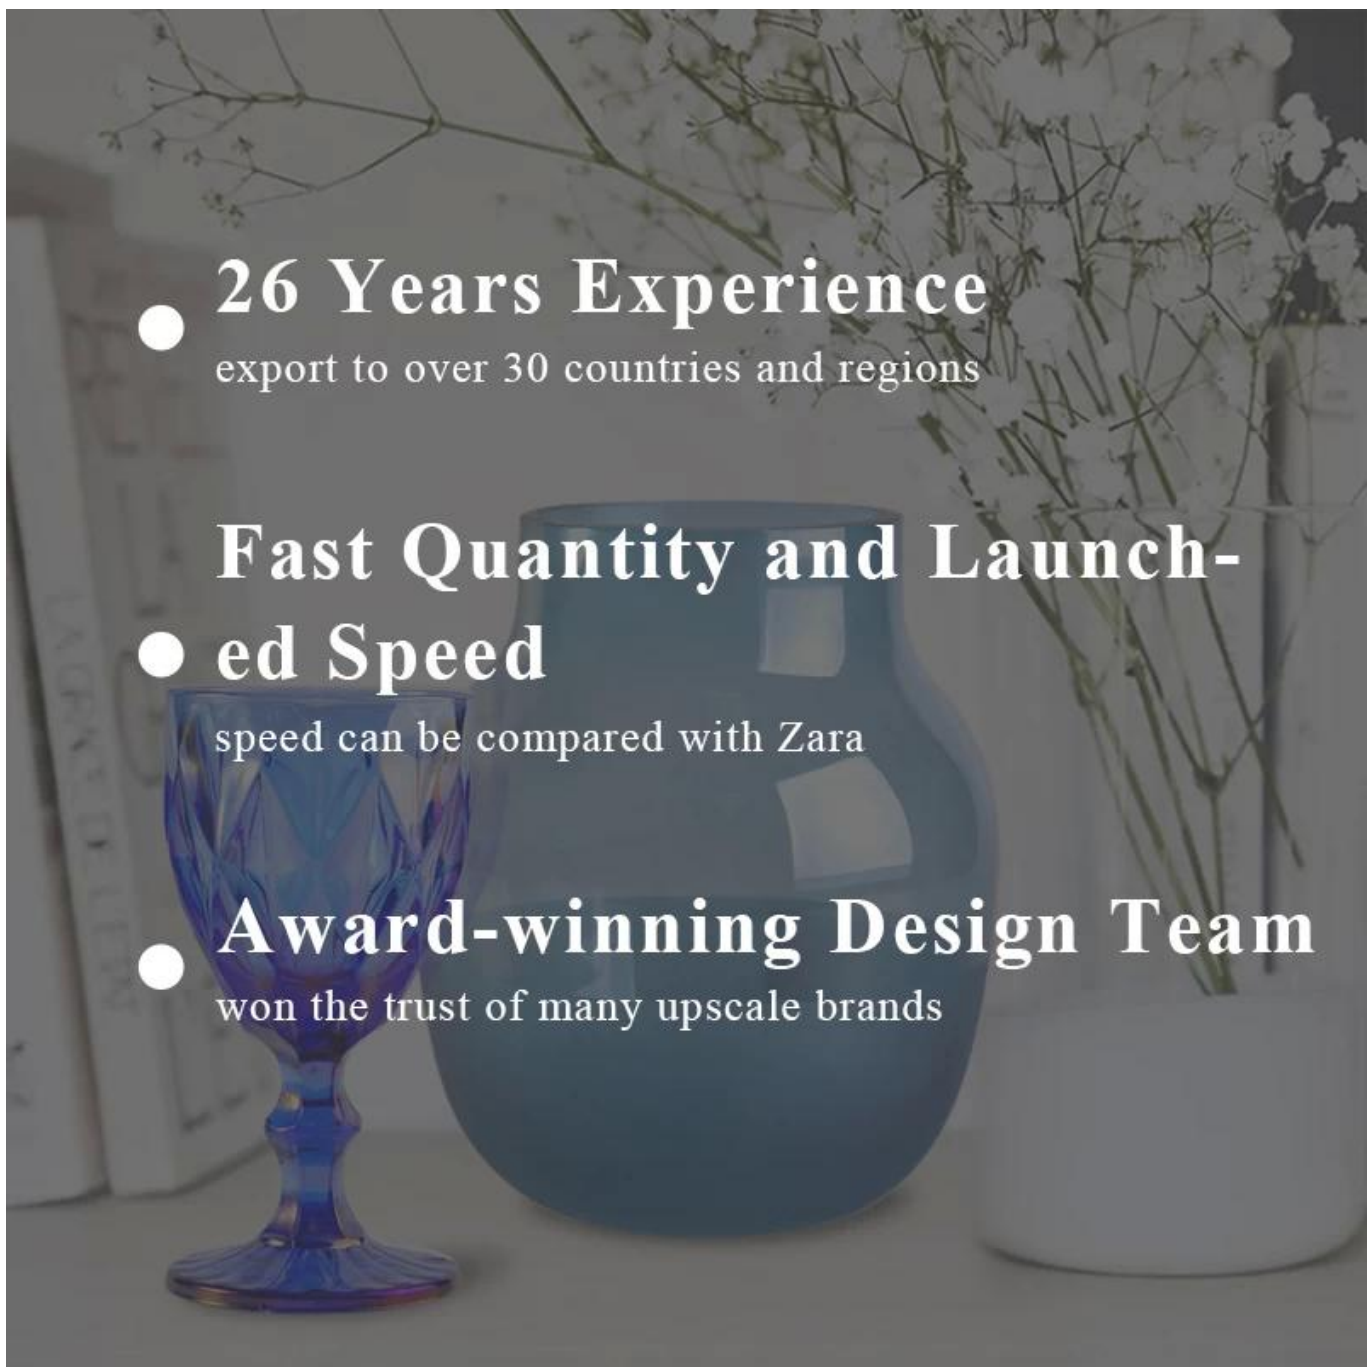 26 Years Experience
export to over 30 countries and regions
Fast Quantity and Launch-
ed Speed
speed can be compared with Zara
Award-winning Design Team
won the trust of many upscale brands